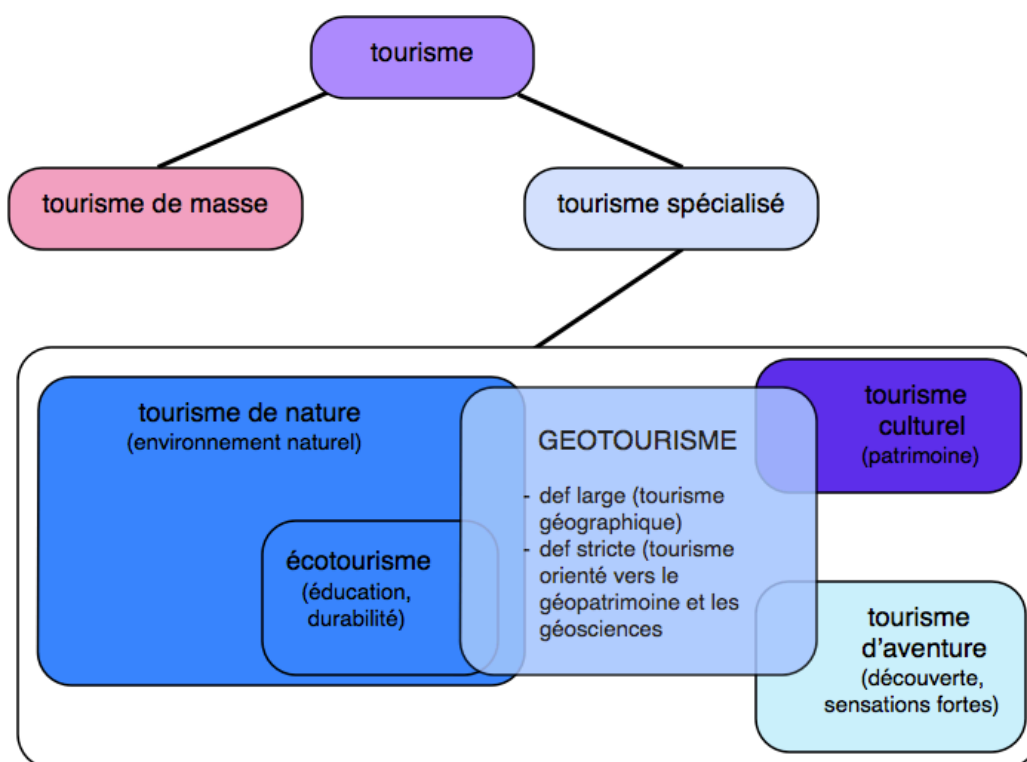 tourisme
tourisme de masse
tourisme spécialisé
tourisme de nature
(environnement naturel)
écotourisme
(éducation,
durabilité)
GEOTOURISME
- def large (tourisme
géographique)
- def stricte (tourisme
orienté vers le
géopatrimoine et les
géosciences
tourisme
culturel
(patrimoine)
tourisme
d'aventure
(découverte,
sensations fortes)